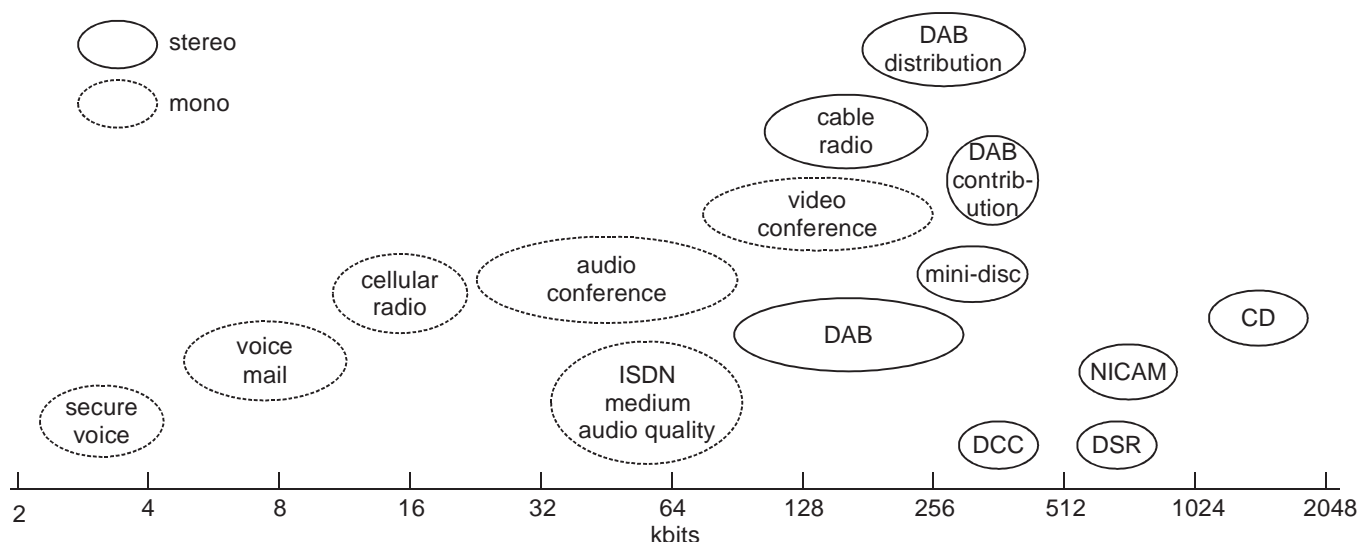 stereo
mono
DAB
distribution
cable
radio
DAB
contrib-
ution
video
conference
mini-disc
audio
conference
cellular
radio
CD
DAB
voice
mail
NICAM
ISDN
medium
audio quality
secure
voice
DCC
DSR
2 4 8 16 32 64 128 256 512 1024 2048
kbits